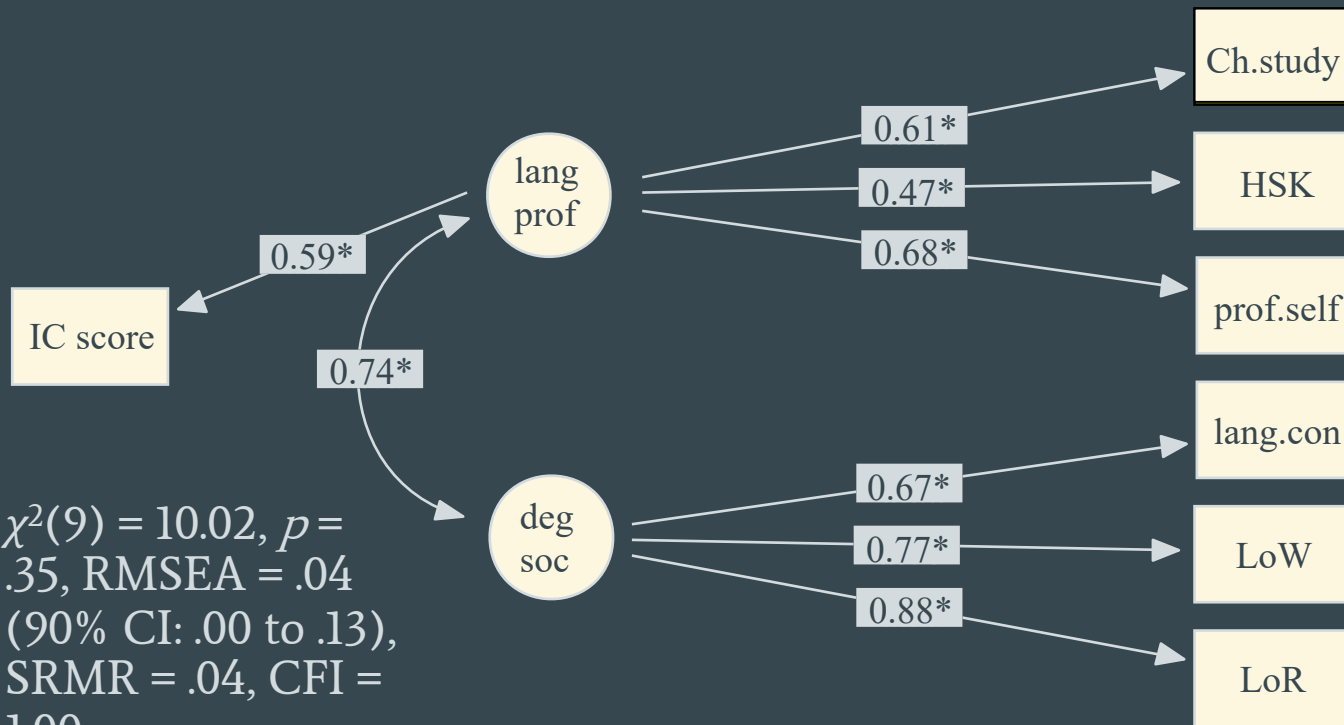 Ch.study
0.61*
lang
prof
HSK
0.47*
0.59*
0.68*
prof.self
IC score
0.74*
lang.con
0.67*
deg
soc
0.77*
LoW
0.88*
LoR
χ²(9) = 10.02, p =
.35, RMSEA = .04
(90% CI: .00 to .13),
SRMR = .04, CFI =